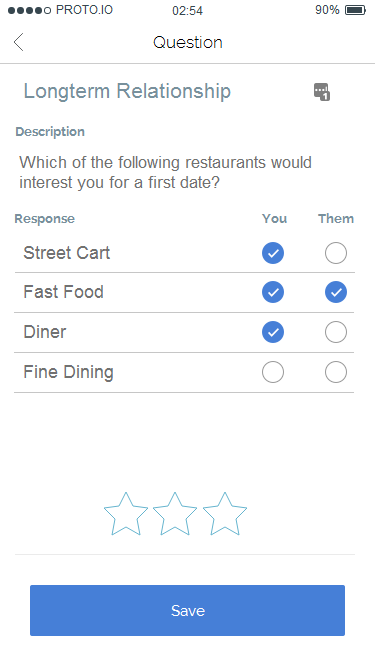 PROTO.IO 02:54 90%
Question
Longterm Relationship 1
Description
Which of the following restaurants would
interest you for a first date?
Response You Them
Street Cart
Fast Food
Diner
Fine Dining
Save